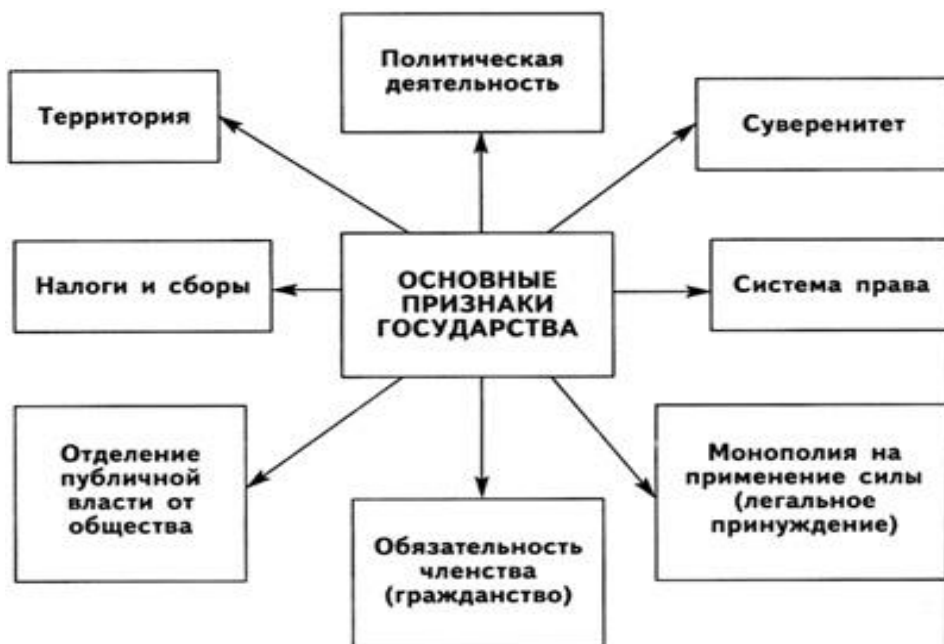 Политическая
деятельность
Территория
Суверенитет
Налоги и сборы
ОСНОВНЫЕ
ПРИЗНАКИ
ГОСУДАРСТВА
Система права
Отделение
публичной
власти от
общества
Обязательность
членства
(гражданство)
Монополия на
применение силы
(легальное
принуждение)